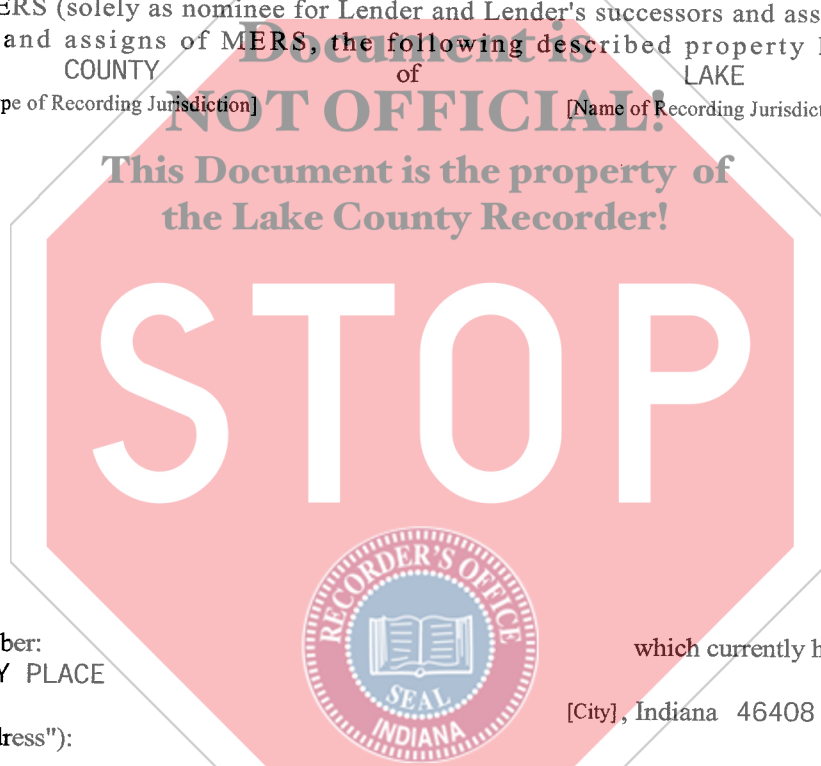 ERS (solely as nominee for Lender and Lender's successors and ass
and assigns of MERS, the following described property
Document is
COUNTY of LAKE
pe of Recording Jurisdiction] [Name of Recording Jurisdict
NOT OFFICIAL!
This Document is the property of
the Lake County Recorder!
STOP
RECORDER'S OFFICE
SEAL
INDIANA
ber: which currently h
Y PLACE
[City], Indiana 46408
dress"):